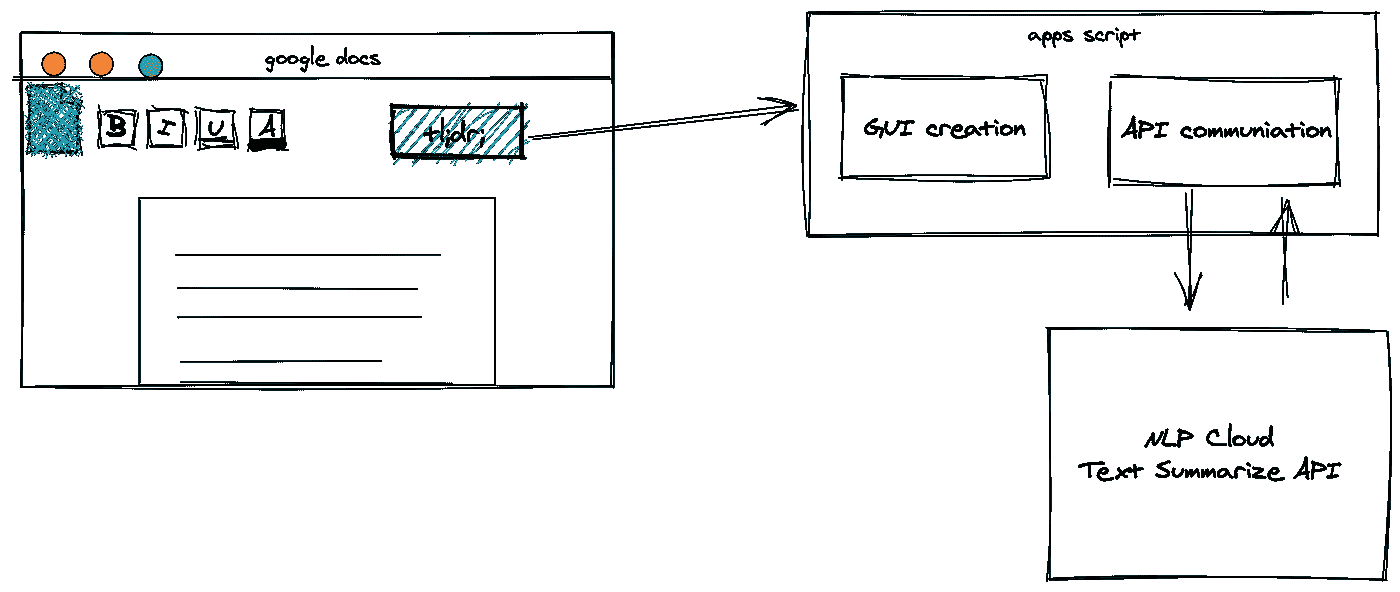 google docs
B I U A
tl;dr;
apps script
GUI creation
API communiation
NLP Cloud
Text Summarize API